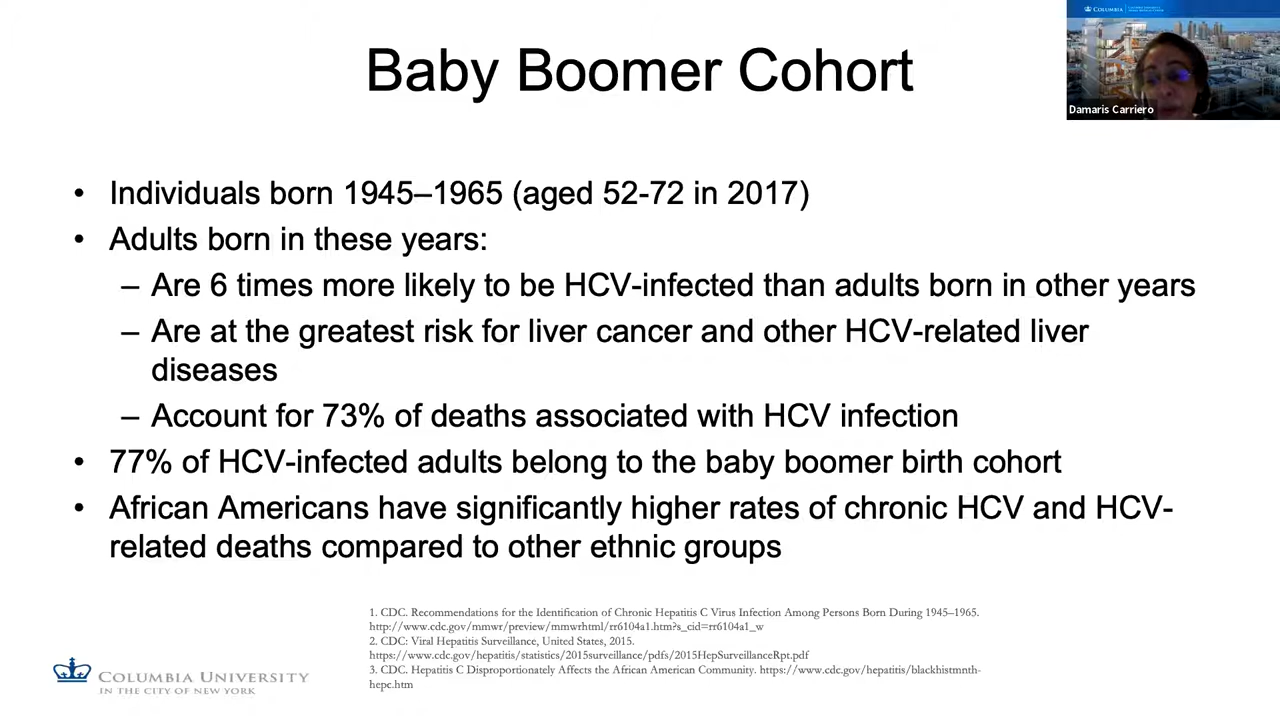 Baby Boomer Cohort
COLUMBIA
Damaris Carriero
• Individuals born 1945–1965 (aged 52-72 in 2017)
• Adults born in these years:
– Are 6 times more likely to be HCV-infected than adults born in other years
– Are at the greatest risk for liver cancer and other HCV-related liver
diseases
– Account for 73% of deaths associated with HCV infection
• 77% of HCV-infected adults belong to the baby boomer birth cohort
• African Americans have significantly higher rates of chronic HCV and HCV-
related deaths compared to other ethnic groups
1. CDC. Recommendations for the Identification of Chronic Hepatitis C Virus Infection Among Persons Born During 1945–1965.
http://www.cdc.gov/mmwr/preview/mmwrhtml/rr6104a1.htm?s_cid=rr6104a1_w
2. CDC: Viral Hepatitis Surveillance, United States, 2015.
https://www.cdc.gov/hepatitis/statistics/2015surveillance/pdfs/2015HepSurveillanceRpt.pdf
3. CDC. Hepatitis C Disproportionately Affects the African American Community. https://www.cdc.gov/hepatitis/blackhistmnth-
hepc.htm
COLUMBIA UNIVERSITY
IN THE CITY OF NEW YORK